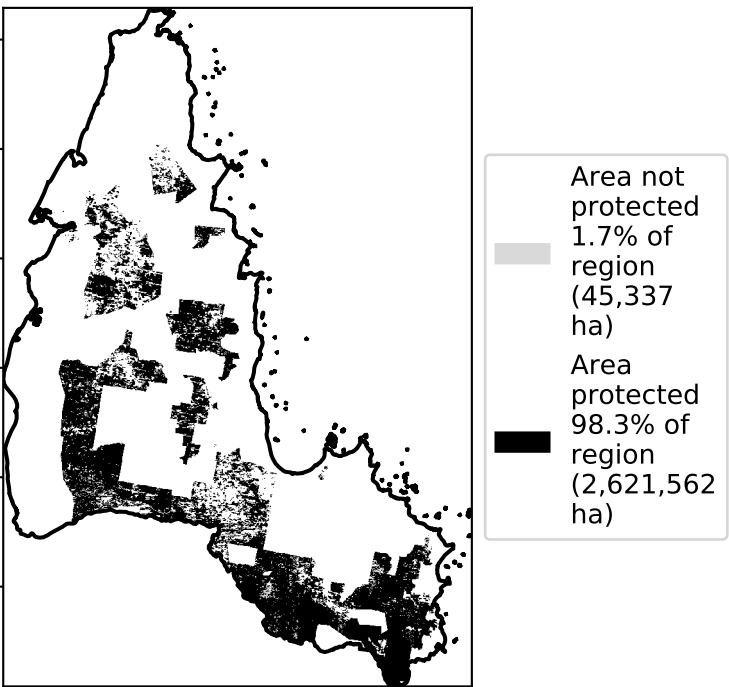 Area not
protected
1.7% of
region
(45,337
ha)
Area
protected
98.3% of
region
(2,621,562
ha)